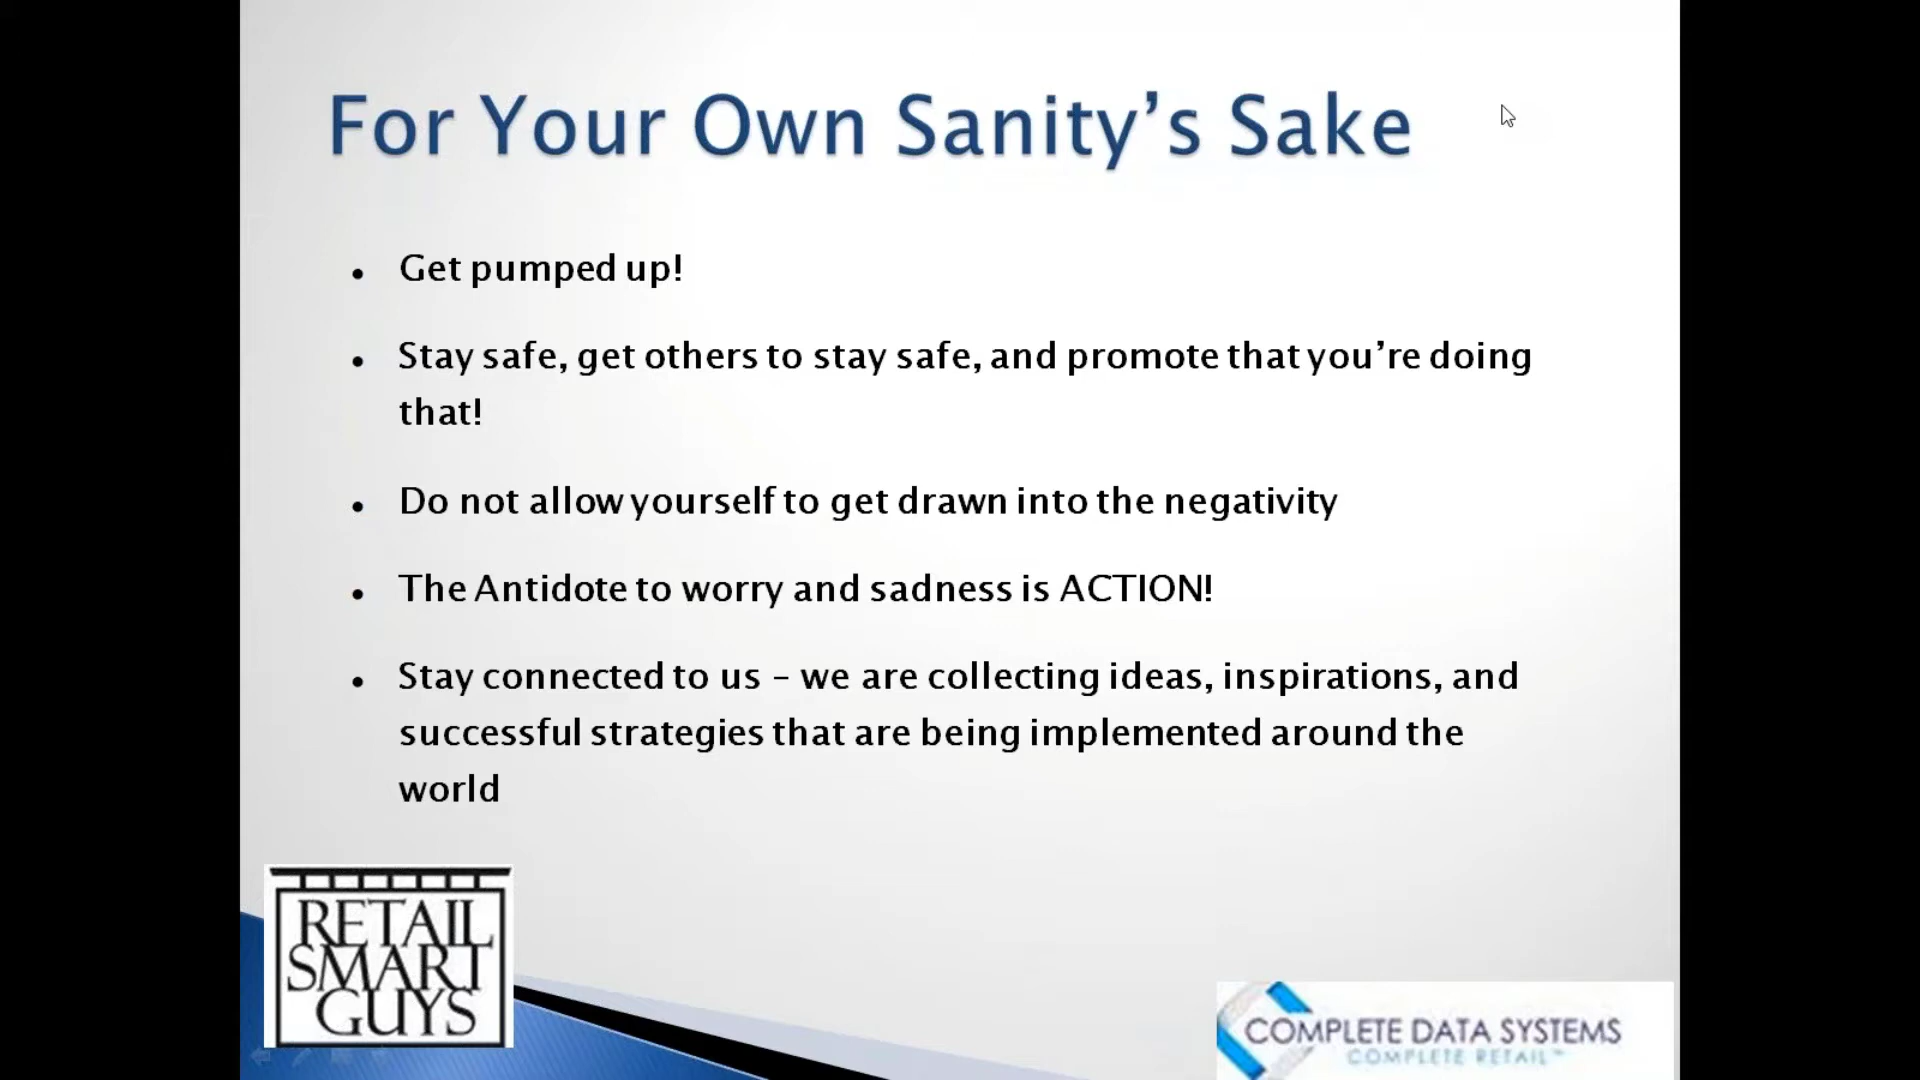 For Your Own Sanity’s Sake
• Get pumped up!
• Stay safe, get others to stay safe, and promote that you’re doing
that!
• Do not allow yourself to get drawn into the negativity
• The Antidote to worry and sadness is ACTION!
• Stay connected to us – we are collecting ideas, inspirations, and
successful strategies that are being implemented around the
world
RETAIL
SMART
GUYS
COMPLETE DATA SYSTEMS
COMPLETE RETAIL™